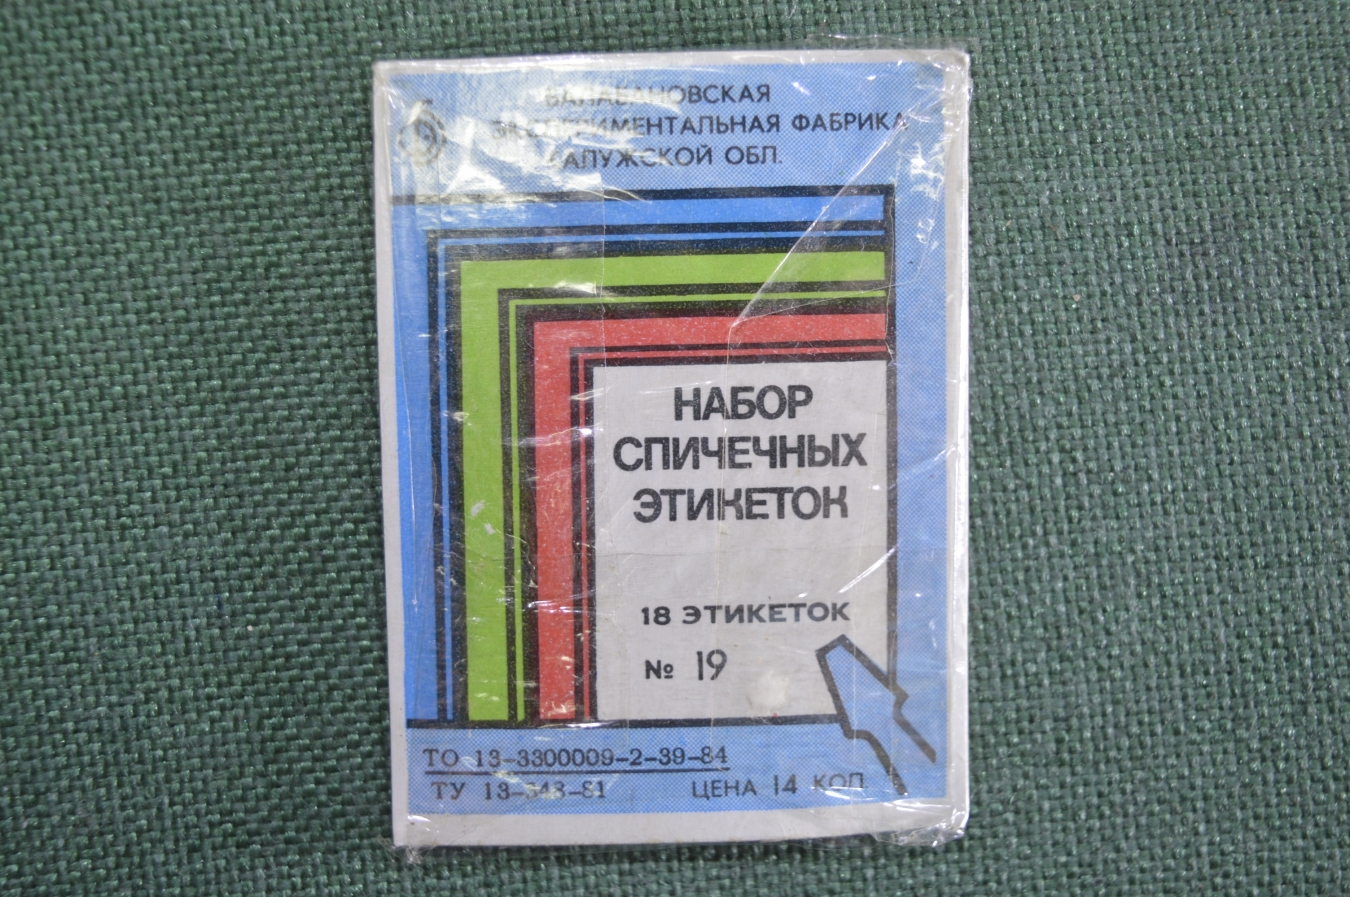 БАЛАБАНОВСКАЯ
ЭКСПЕРИМЕНТАЛЬНАЯ ФАБРИКА
КАЛУЖСКОЙ ОБЛ.
НАБОР
СПИЧЕЧНЫХ
ЭТИКЕТОК
18 ЭТИКЕТОК
№ 19
ТО 13-3300009-2-39-84
ТУ 13-543-81
ЦЕНА 14 КОП